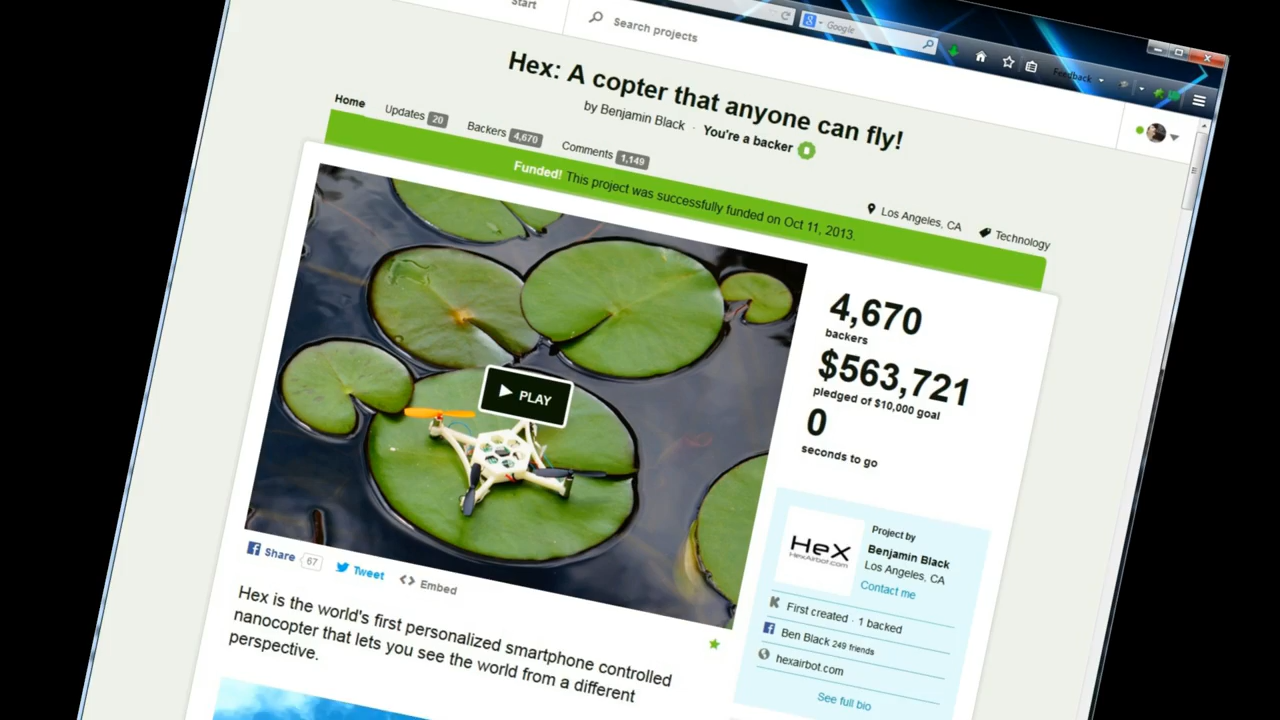 Start
Search projects
Google
Feedback
Hex: A copter that anyone can fly!
by Benjamin Black · You're a backer
Home
Updates 20
Backers 4,670
Comments 1,149
Funded! This project was successfully funded on Oct 11, 2013.
Los Angeles, CA
Technology
PLAY
4,670
backers
$563,721
pledged of $10,000 goal
0
seconds to go
Share 67
Tweet
Embed
HeX
HexAirbot.com
Project by
Benjamin Black
Los Angeles, CA
Contact me
First created · 1 backed
Ben Black 249 friends
hexairbot.com
See full bio
Hex is the world's first personalized smartphone controlled
nanocopter that lets you see the world from a different
perspective.